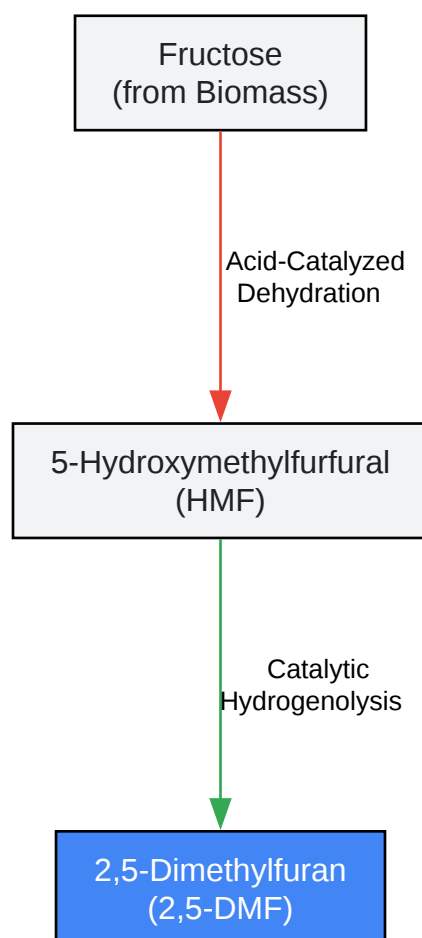 Fructose
(from Biomass)
Acid-Catalyzed
Dehydration
5-Hydroxymethylfurfural
(HMF)
Catalytic
Hydrogenolysis
2,5-Dimethylfuran
(2,5-DMF)